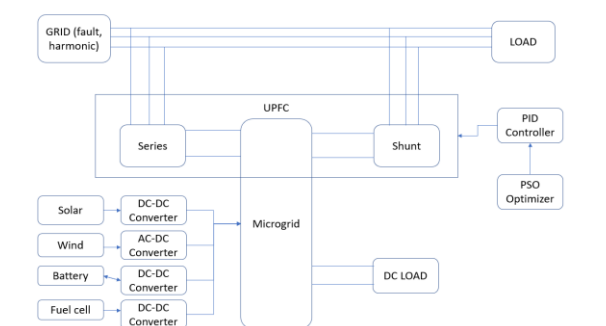 GRID (fault,
harmonic)
LOAD
UPFC
Series
Shunt
PID
Controller
PSO
Optimizer
Microgrid
Solar
DC-DC
Converter
Wind
AC-DC
Converter
Battery
DC-DC
Converter
Fuel cell
DC-DC
Converter
DC LOAD